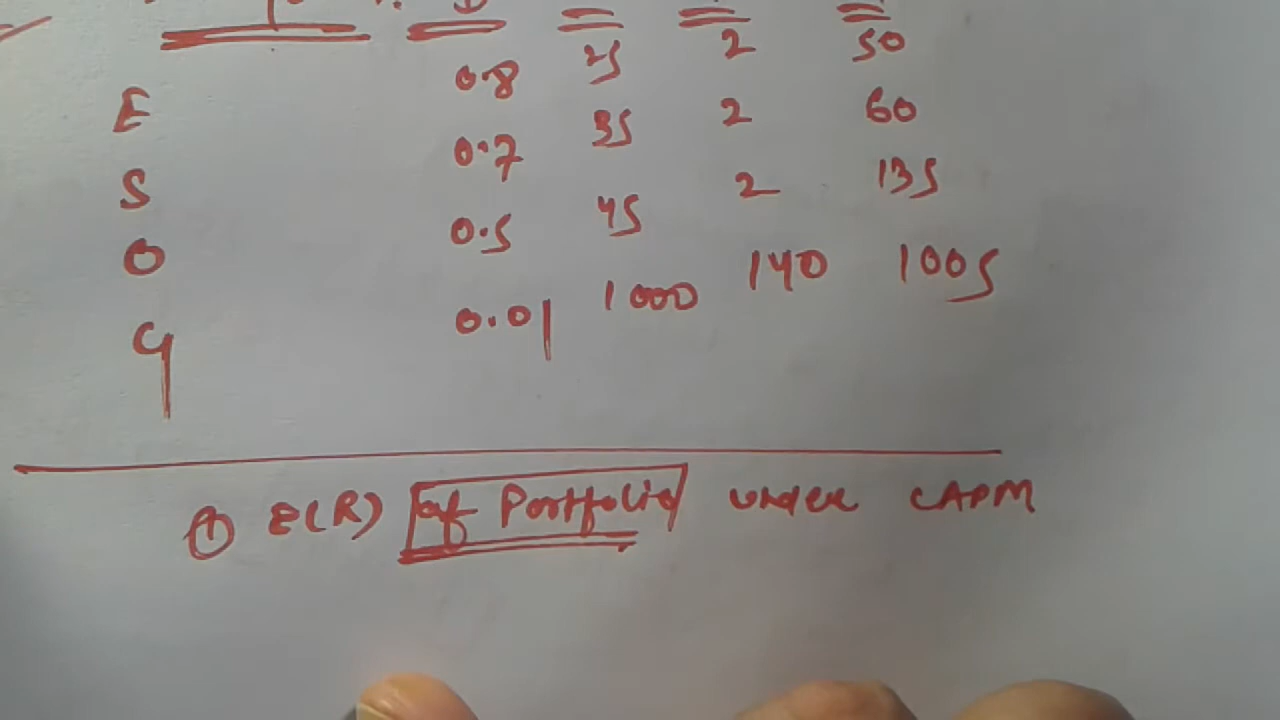 E 0.8 25 2 50
S 0.7 35 2 60
O 0.5 45 2 135
G 0.01 1000 140 1005
① E(R) of Portfolio under CAPM